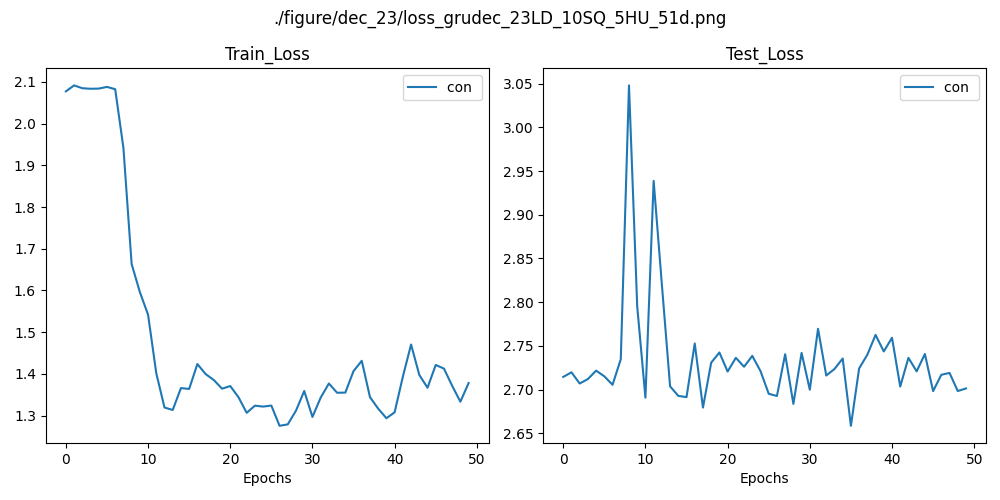 ./figure/dec_23/loss_grudec_23LD_10SQ_5HU_51d.png
Train_Loss
con
2.1
2.0
1.9
1.8
1.7
1.6
1.5
1.4
1.3
0 10 20 30 40 50
Epochs
Test_Loss
con
3.05
3.00
2.95
2.90
2.85
2.80
2.75
2.70
2.65
0 10 20 30 40 50
Epochs